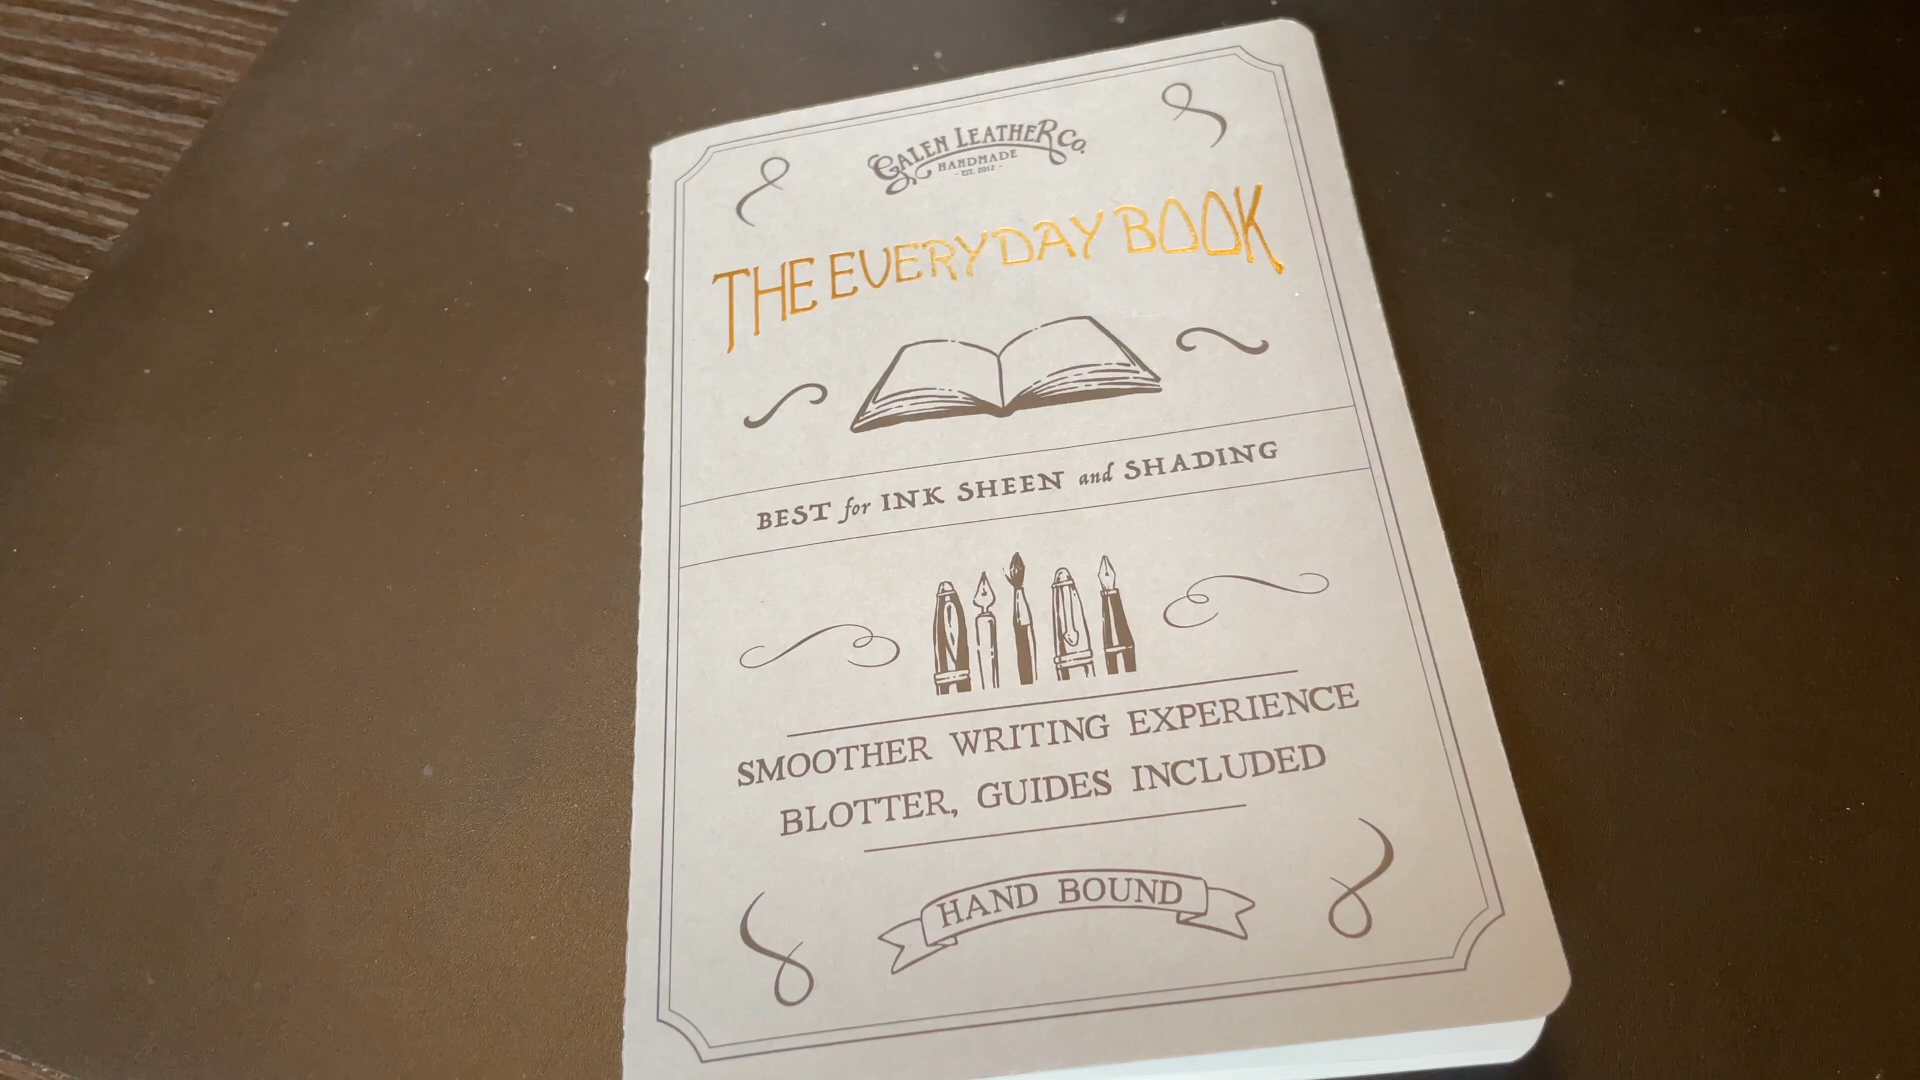 GALEN LEATHER CO.
HANDMADE
- EST. 2012 -
THE EVERYDAY BOOK
BEST for INK SHEEN and SHADING
SMOOTHER WRITING EXPERIENCE
BLOTTER, GUIDES INCLUDED
HAND BOUND